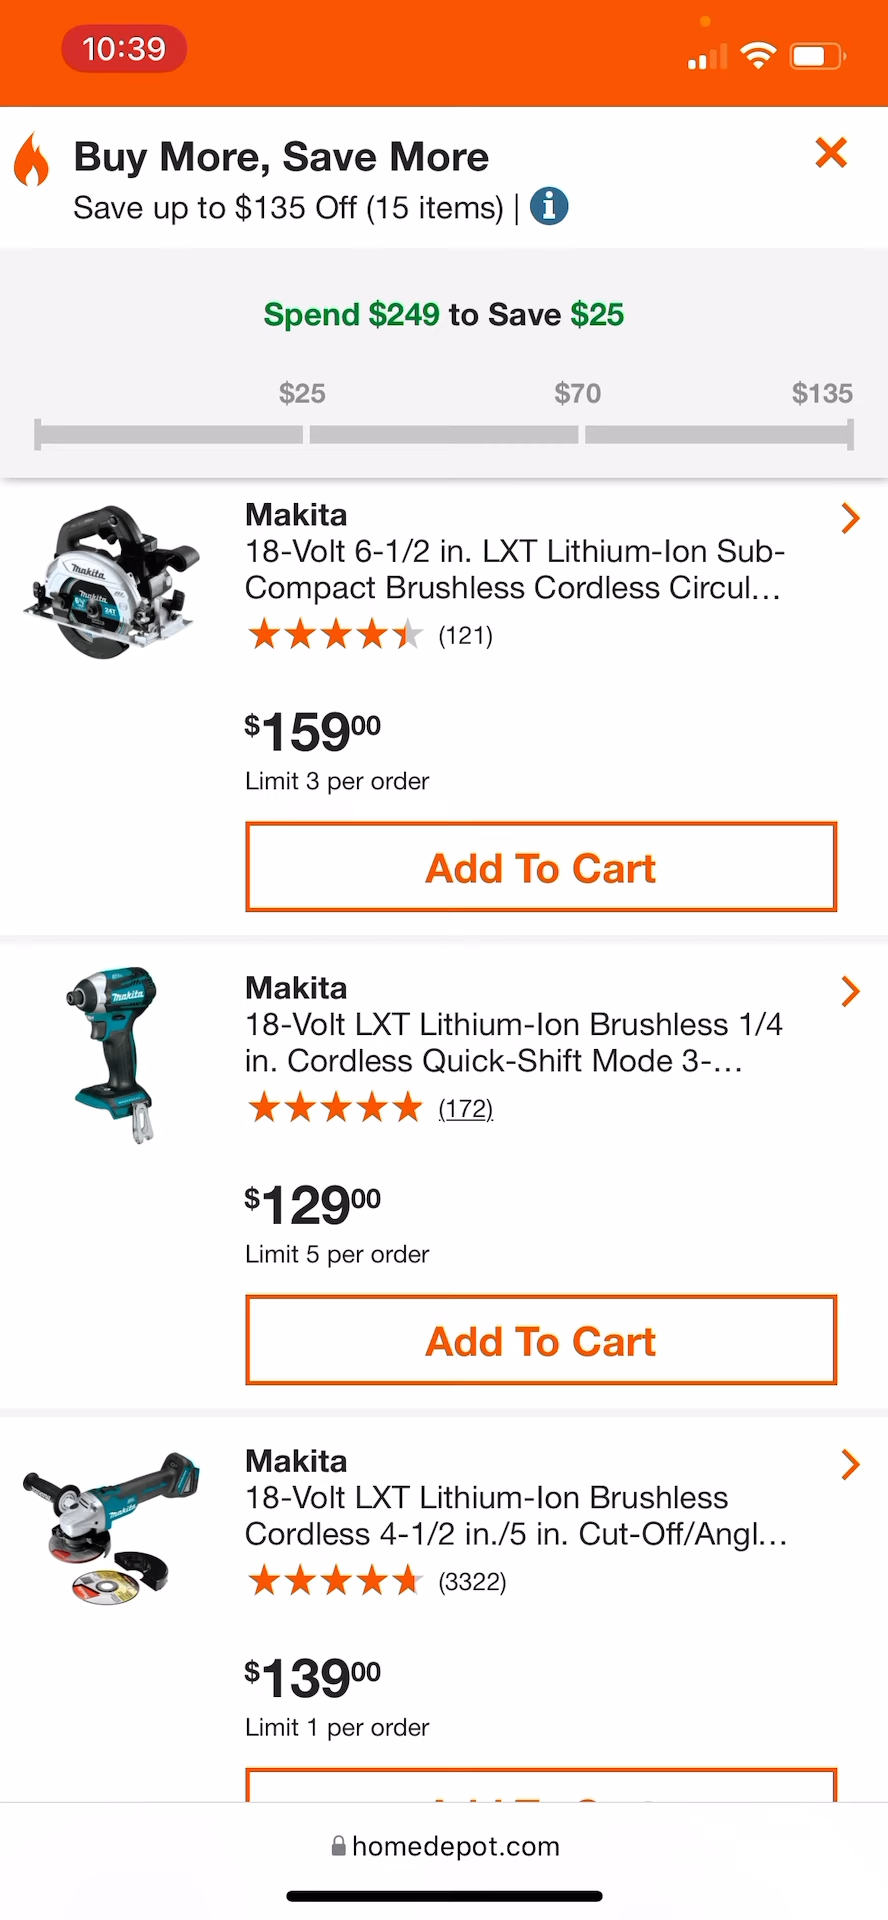 10:39
Buy More, Save More
Save up to $135 Off (15 items) |
Spend $249 to Save $25
$25 $70 $135
Makita
18-Volt 6-1/2 in. LXT Lithium-Ion Sub-
Compact Brushless Cordless Circul...
(121)
$15900
Limit 3 per order
Add To Cart
Makita
18-Volt LXT Lithium-Ion Brushless 1/4
in. Cordless Quick-Shift Mode 3-...
(172)
$12900
Limit 5 per order
Add To Cart
Makita
18-Volt LXT Lithium-Ion Brushless
Cordless 4-1/2 in./5 in. Cut-Off/Angl...
(3322)
$13900
Limit 1 per order
homedepot.com